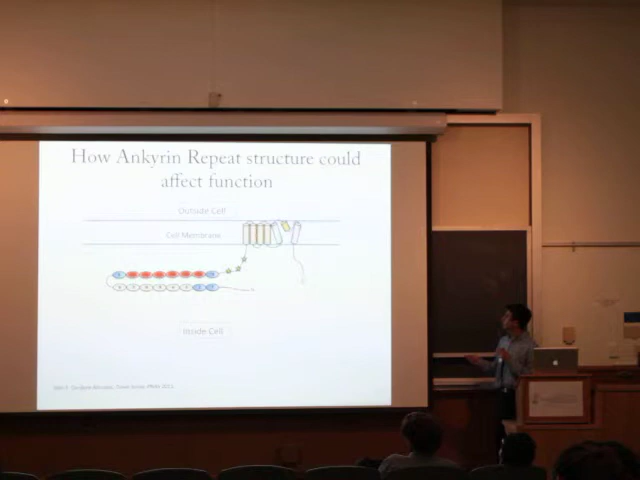 How Ankyrin Repeat structure could
affect function
Outside Cell
Cell Membrane
Inside Cell